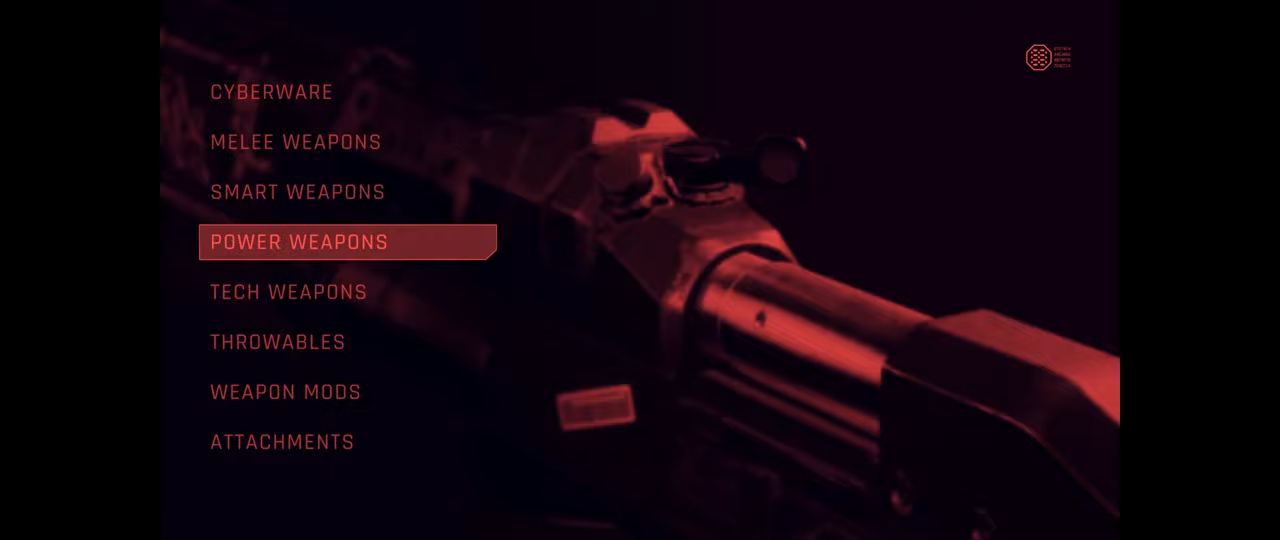 CYBERWARE
MELEE WEAPONS
SMART WEAPONS
POWER WEAPONS
TECH WEAPONS
THROWABLES
WEAPON MODS
ATTACHMENTS